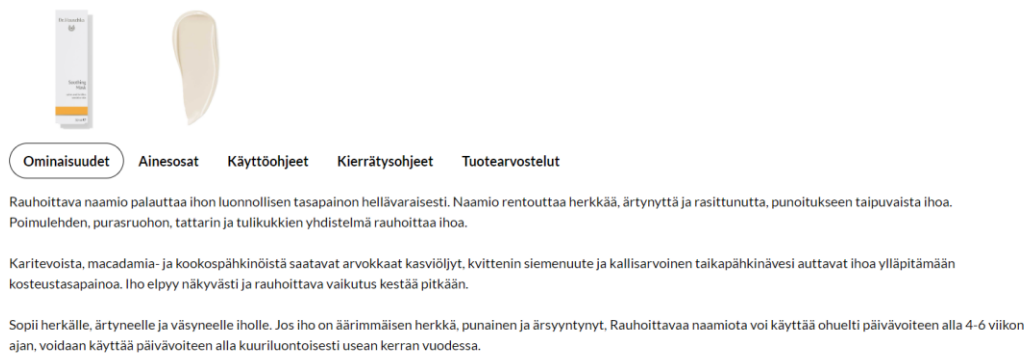 Dr. Hauschka
Soothing
Mask
Ominaisuudet Ainesosat Käyttöohjeet Kierrätysohjeet Tuotearvostelut
Rauhoittava naamio palauttaa ihon luonnollisen tasapainon hellävaraisesti. Naamio rentouttaa herkkää, ärtynyttä ja rasittunutta, punoitukseen taipuvaista ihoa.
Poimulehden, purasruohon, tattarin ja tulikukkien yhdistelmä rauhoittaa ihoa.
Karitevoista, macadamia- ja kookospähkinöistä saatavat arvokkaat kasviöljyt, kvittenin siemenuute ja kallisarvoinen taikapähkinävesi auttavat ihoa ylläpitämään
kosteustasapainoa. Iho elpyy näkyvästi ja rauhoittava vaikutus kestää pitkään.
Sopii herkälle, ärtyneelle ja väsyneelle iholle. Jos iho on äärimmäisen herkkä, punainen ja ärsyyntynyt, Rauhoittavaa naamiota voi käyttää ohuelti päivävoiteen alla 4-6 viikon
ajan, voidaan käyttää päivävoiteen alla kuuriluontoisesti usean kerran vuodessa.